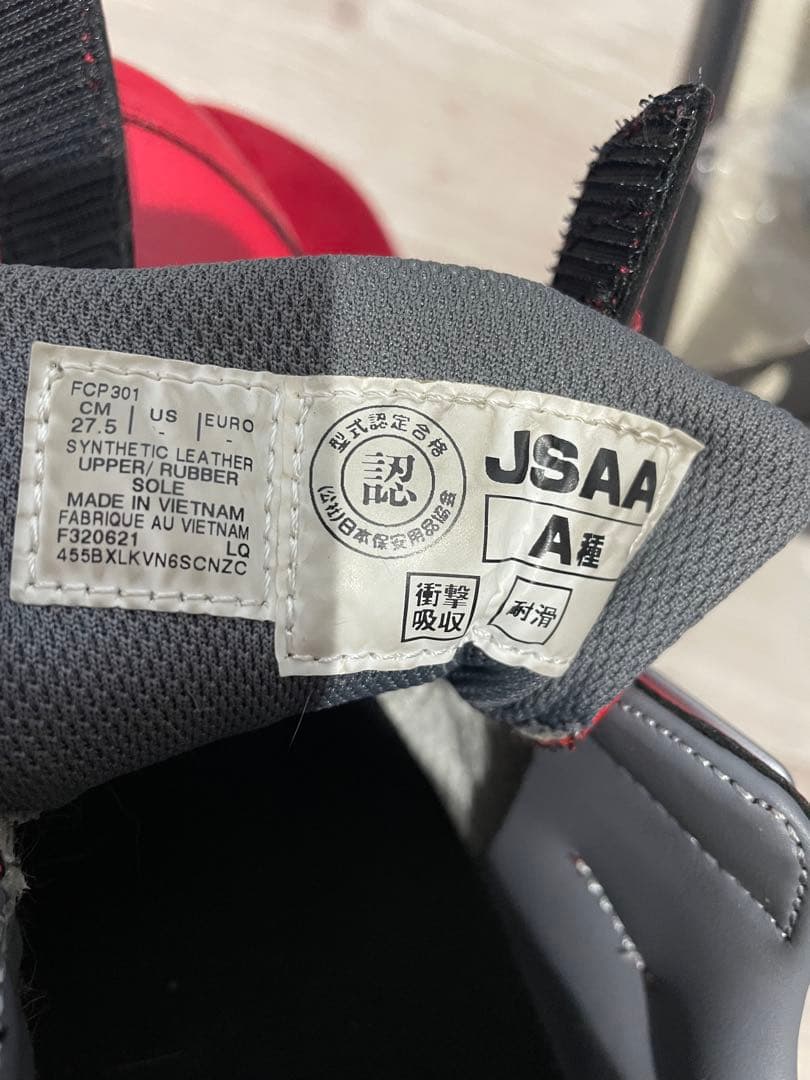 FCP301
CM | US | EURO
27.5 | - | -
SYNTHETIC LEATHER
UPPER/ RUBBER
SOLE
MADE IN VIETNAM
FABRIQUE AU VIETNAM
F320621 LQ
455BXLKVN6SCNZC
型式認定合格
認
(公社)日本保安用品協会
JSAA
A種
衝撃
吸収
耐滑